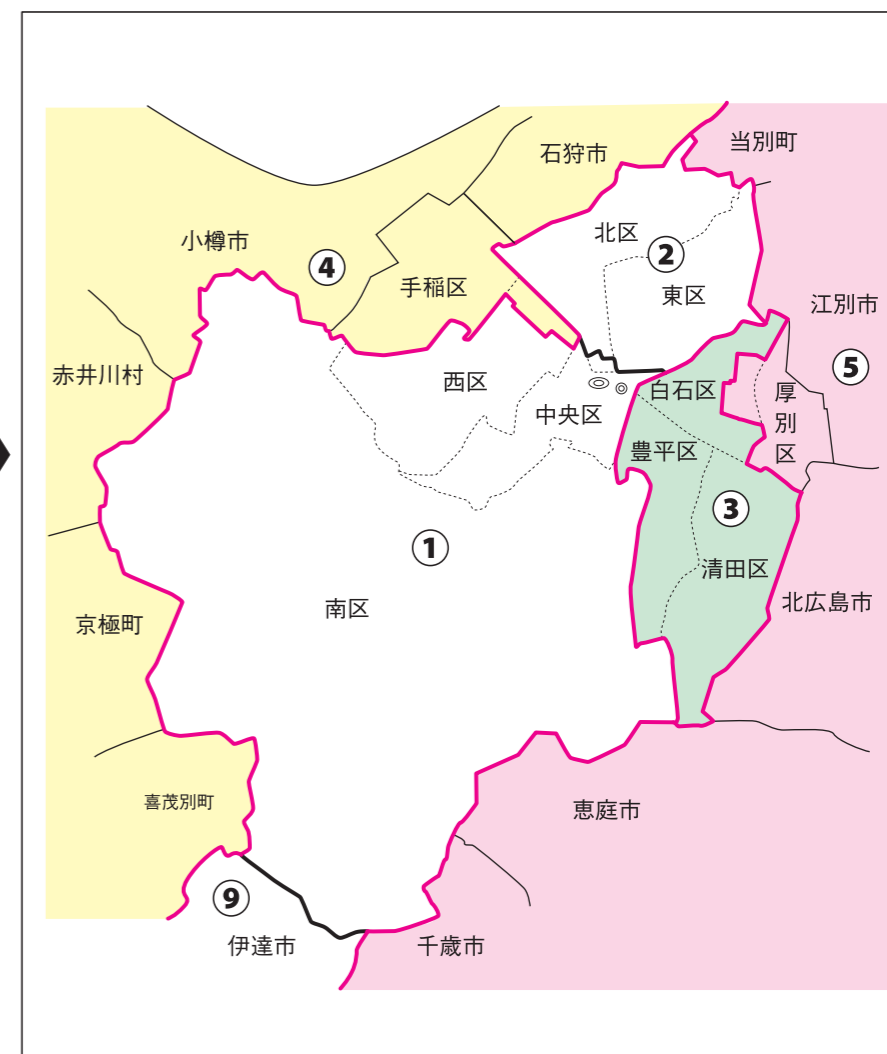 当別町
石狩市
北区
小樽市
②
④
手稲区
東区
江別市
赤井川村
⑤
西区
白石区
厚別区
中央区
豊平区
③
①
清田区
南区
北広島市
京極町
喜茂別町
恵庭市
⑨
伊達市
千歳市